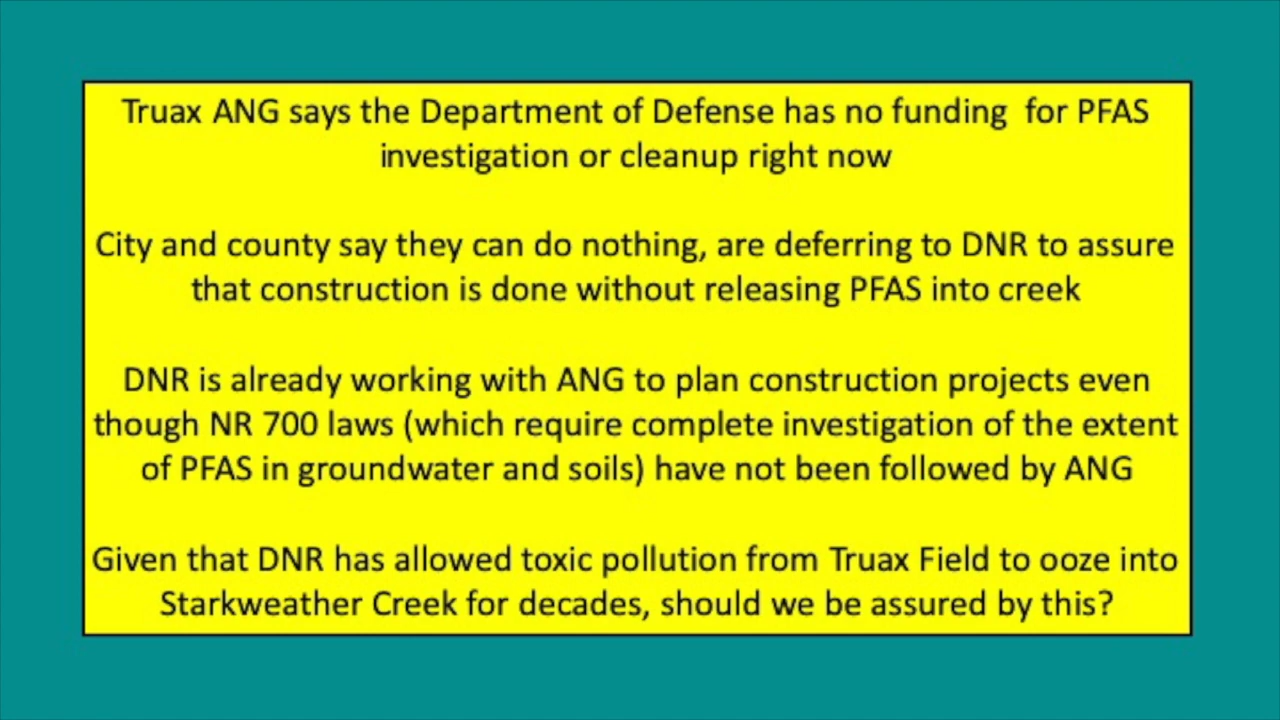 Truax ANG says the Department of Defense has no funding  for PFAS
investigation or cleanup right now
City and county say they can do nothing, are deferring to DNR to assure
that construction is done without releasing PFAS into creek
DNR is already working with ANG to plan construction projects even
though NR 700 laws (which require complete investigation of the extent
of PFAS in groundwater and soils) have not been followed by ANG
Given that DNR has allowed toxic pollution from Truax Field to ooze into
Starkweather Creek for decades, should we be assured by this?